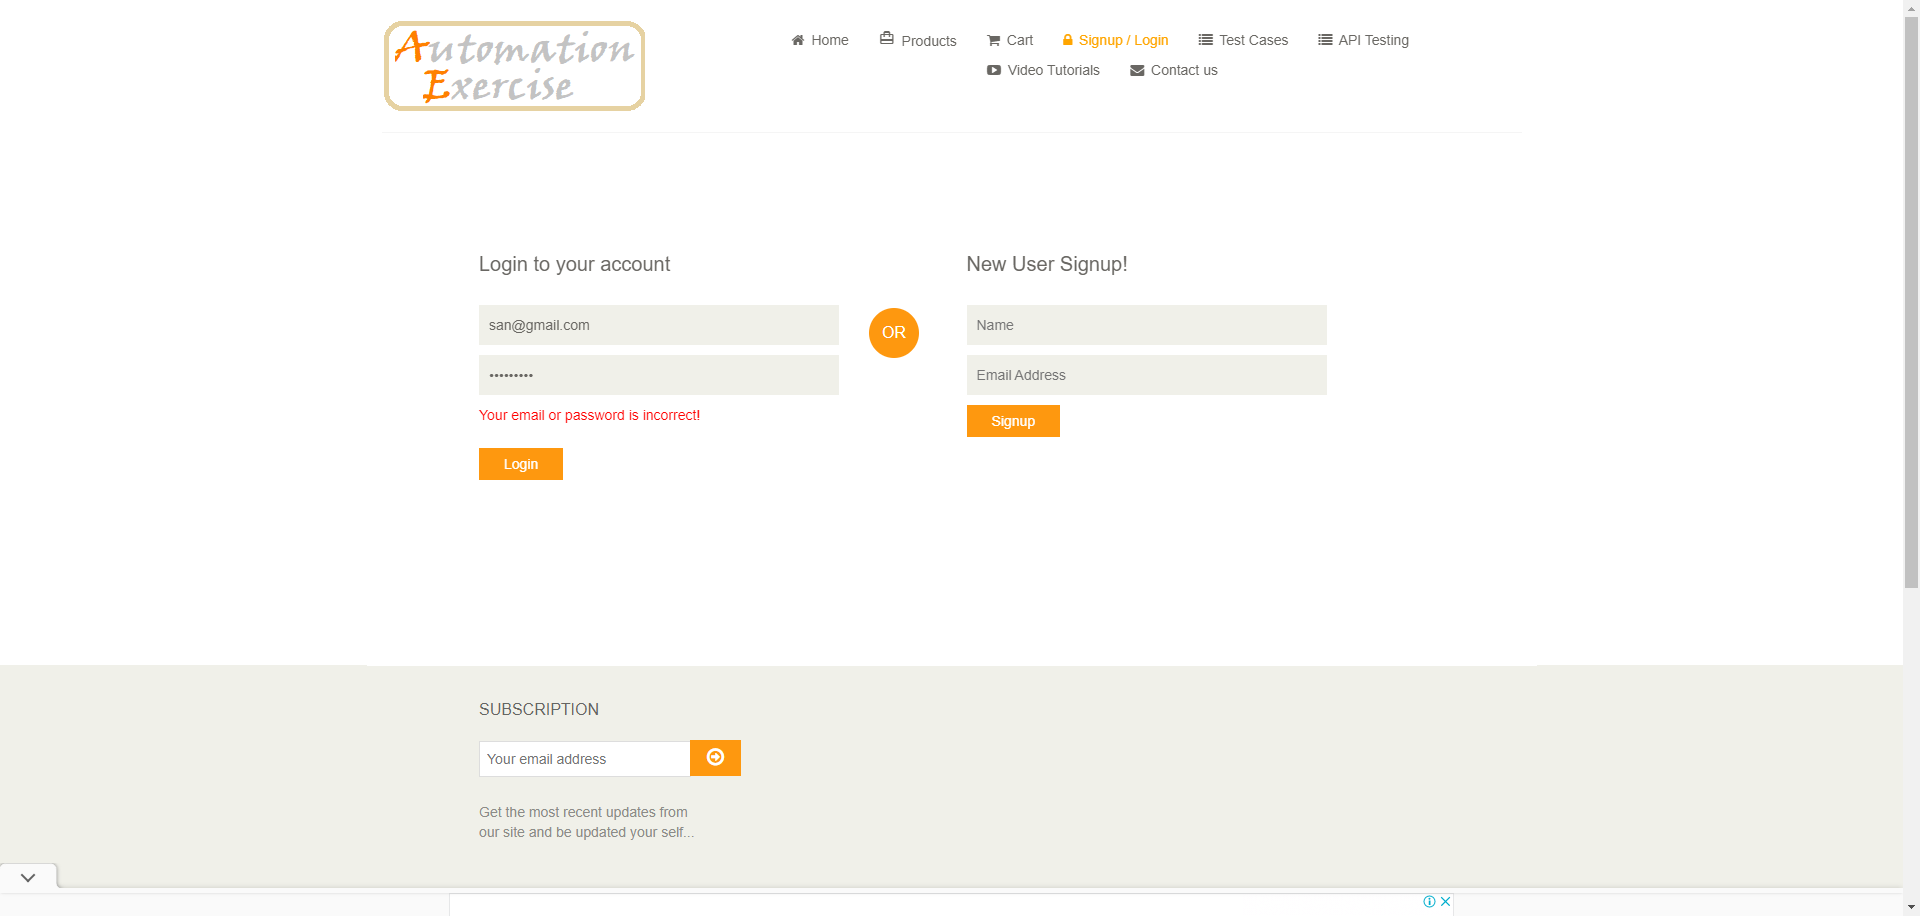 Automation
Exercise
Home
Products
Cart
Signup / Login
Test Cases
API Testing
Video Tutorials
Contact us
Login to your account
san@gmail.com
•••••••••
Your email or password is incorrect!
Login
OR
New User Signup!
Name
Email Address
Signup
SUBSCRIPTION
Your email address
Get the most recent updates from
our site and be updated your self...